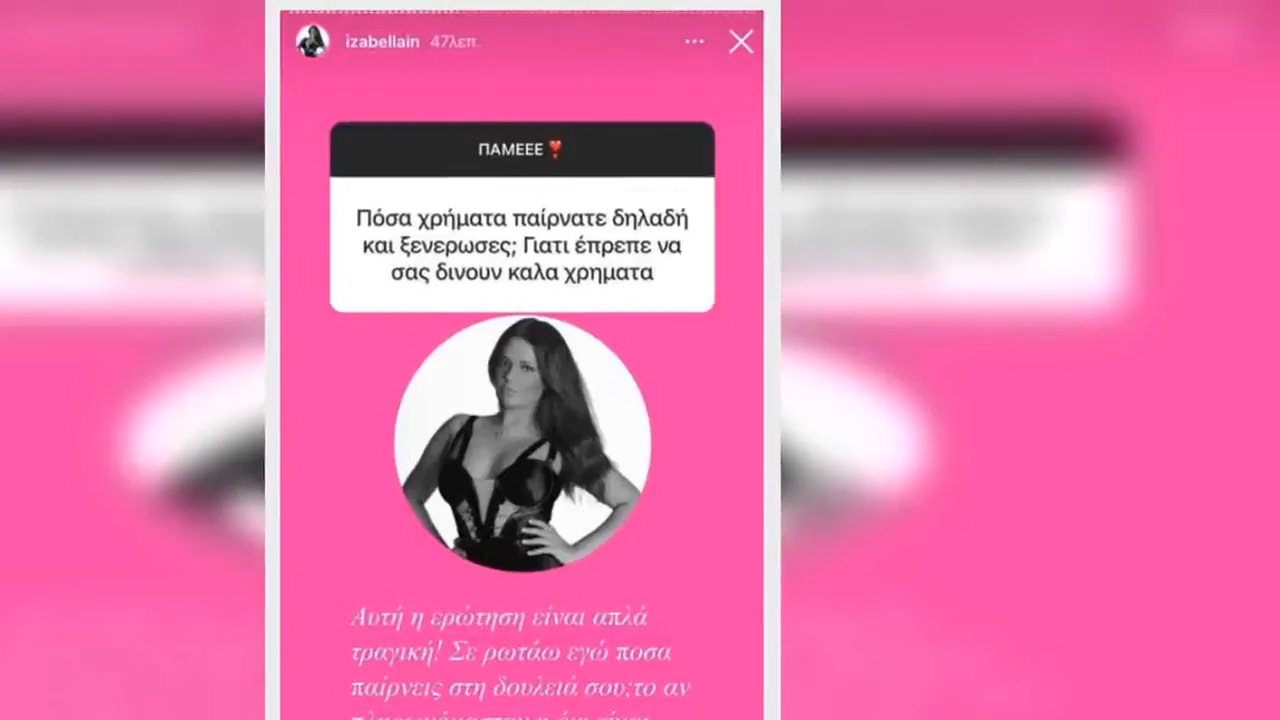 izabellain 47λεπ.
ΠΑΜΕΕΕ
Πόσα χρήματα παίρνατε δηλαδή
και ξενερωσες; Γιατι έπρεπε να
σας δινουν καλα χρηματα
Αυτή η ερώτηση είναι απλά
τραγική! Σε ρωτάω εγώ ποσα
παίρνεις στη δουλειά σου;το αν